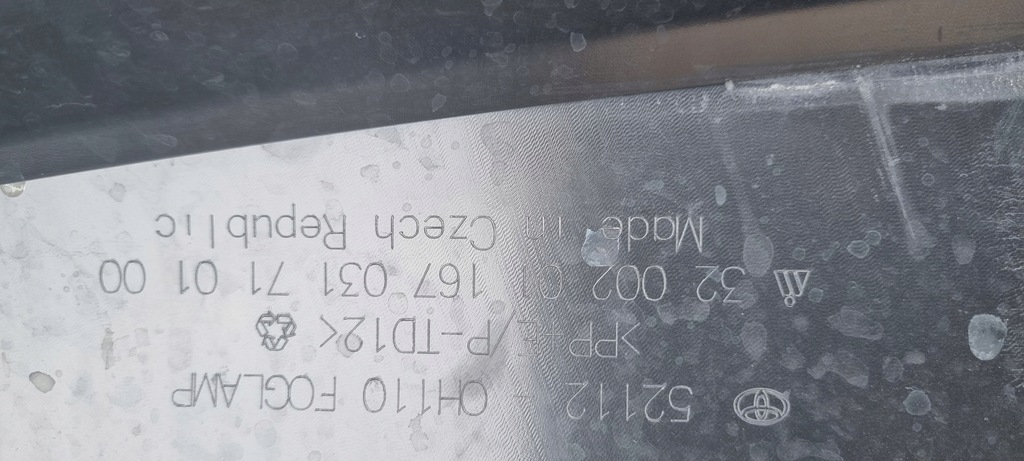 52112 - 0H110 FOGLAMP
>PP+E/P-TD12<
32 002 01 167 031 71 01 00
Made in Czech Republic